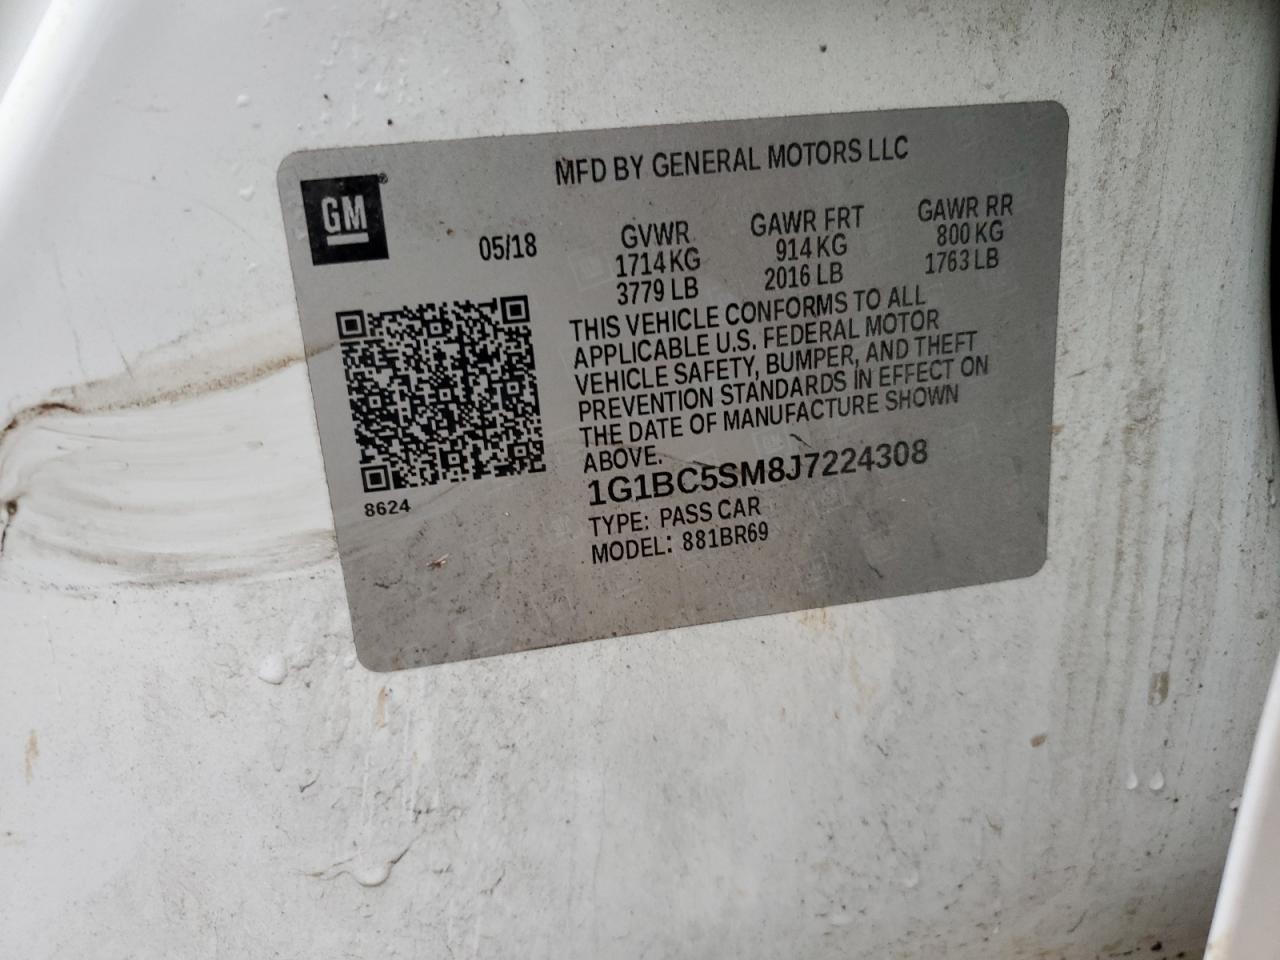 MFD BY GENERAL MOTORS LLC
GM®
05/18
GVWR GAWR FRT GAWR RR
1714KG 914KG 800KG
3779 LB 2016 LB 1763 LB
THIS VEHICLE CONFORMS TO ALL
APPLICABLE U.S. FEDERAL MOTOR
VEHICLE SAFETY, BUMPER, AND THEFT
PREVENTION STANDARDS IN EFFECT ON
THE DATE OF MANUFACTURE SHOWN
ABOVE.
1G1BC5SM8J7224308
8624
TYPE: PASS CAR
MODEL: 881BR69